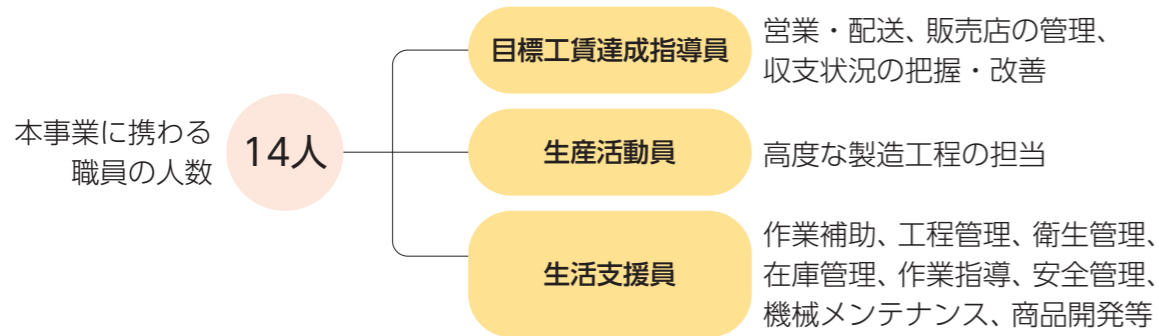 本事業に携わる
職員の人数
14人
目標工賃達成指導員
営業・配送、販売店の管理、
収支状況の把握・改善
生産活動員
高度な製造工程の担当
生活支援員
作業補助、工程管理、衛生管理、
在庫管理、作業指導、安全管理、
機械メンテナンス、商品開発等